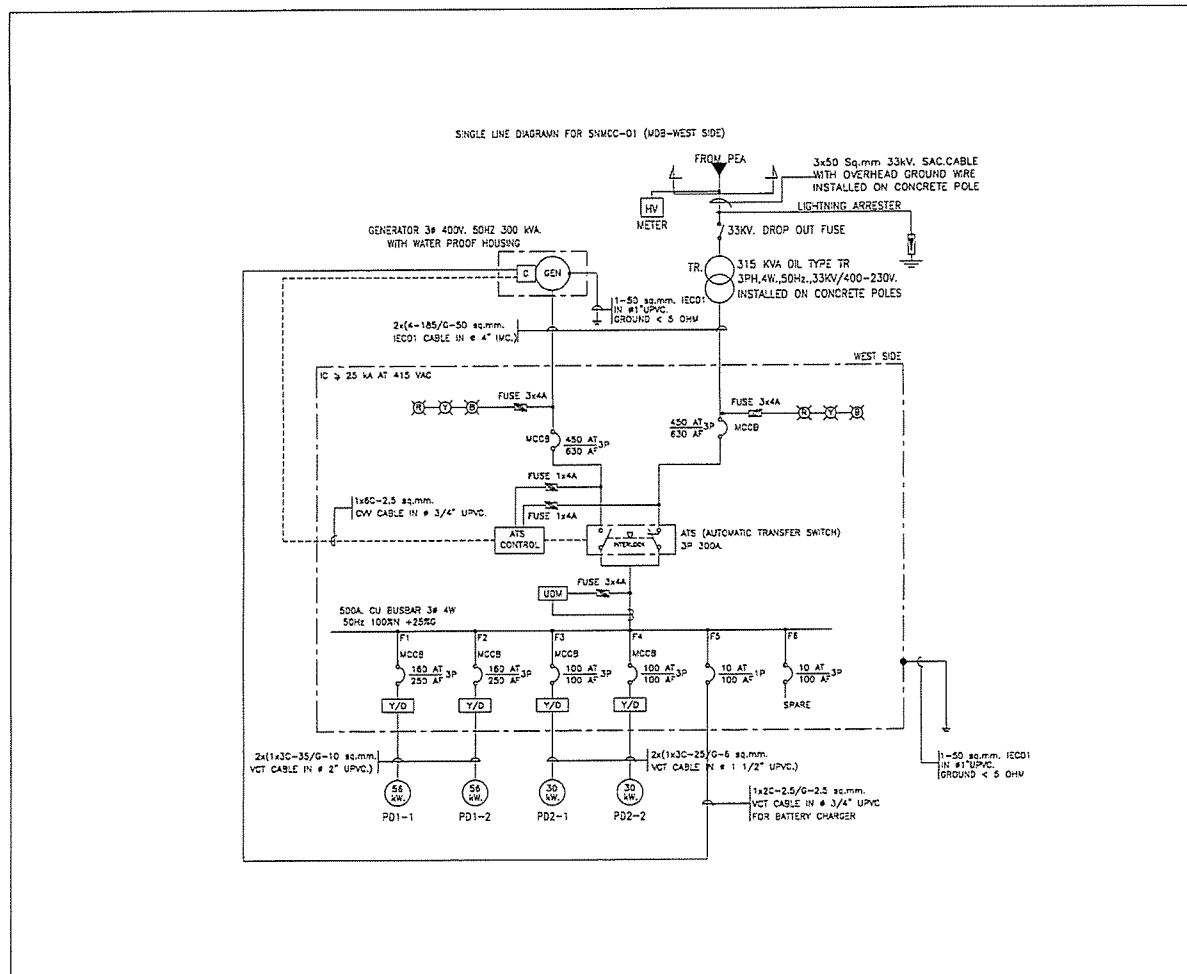 SINGLE LINE DIAGRAMN FOR SNMCC-01 (MDB-WEST SIDE)
FROM PEA
3x50 Sq.mm 33kV. SAC.CABLE
WITH OVERHEAD GROUND WIRE
INSTALLED ON CONCRETE POLE
HV
METER
LIGHTNING ARRESTER
33KV. DROP OUT FUSE
GENERATOR 3ø 400V. 50HZ 300 kVA.
WITH WATER PROOF HOUSING
C
GEN
TR.
315 KVA OIL TYPE TR
3PH,4W.,50Hz.,33KV/400-230V.
INSTALLED ON CONCRETE POLES
1-50 sq.mm. IEC01
IN ø1" UPVC.
GROUND < 5 OHM
2x(4-185/G-50 sq.mm.
IEC01 CABLE IN ø 4" IMC.)
WEST SIDE
IC ≥ 25 kA AT 415 VAC
FUSE 3x4A
R Y B
FUSE 3x4A
R Y B
MCCB
450 AT
630 AF
3P
450 AT
630 AF
3P
MCCB
FUSE 1x4A
FUSE 1x4A
1x6C-2.5 sq.mm.
CVV CABLE IN ø 3/4" UPVC.
ATS
CONTROL
INTERLOCK
ATS (AUTOMATIC TRANSFER SWITCH)
3P 300A.
FUSE 3x4A
UDM
500A. CU BUSBAR 3ø 4W
50Hz 100%N +25%G
F1 F2 F3 F4 F5 F6
MCCB MCCB MCCB MCCB
160 AT
250 AF
3P
160 AT
250 AF
3P
100 AT
100 AF
3P
100 AT
100 AF
3P
10 AT
100 AF
1P
10 AT
100 AF
3P
SPARE
Y/D Y/D Y/D Y/D
2x(1x3C-35/G-10 sq.mm.
VCT CABLE IN ø 2" UPVC.)
2x(1x3C-25/G-6 sq.mm.
VCT CABLE IN ø 1 1/2" UPVC.)
1-50 sq.mm. IEC01
IN ø1" UPVC.
GROUND < 5 OHM
56
kW.
56
kW.
30
kW.
30
kW.
PD1-1 PD1-2 PD2-1 PD2-2
1x2C-2.5/G-2.5 sq.mm.
VCT CABLE IN ø 3/4" UPVC
FOR BATTERY CHARGER